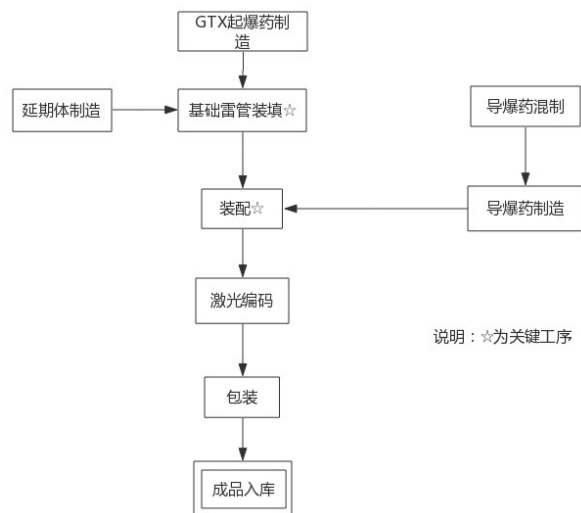 GTX起爆药制
造
延期体制造
基础雷管装填☆
导爆药混制
装配☆
导爆药制造
激光编码
说明：☆为关键工序
包装
成品入库